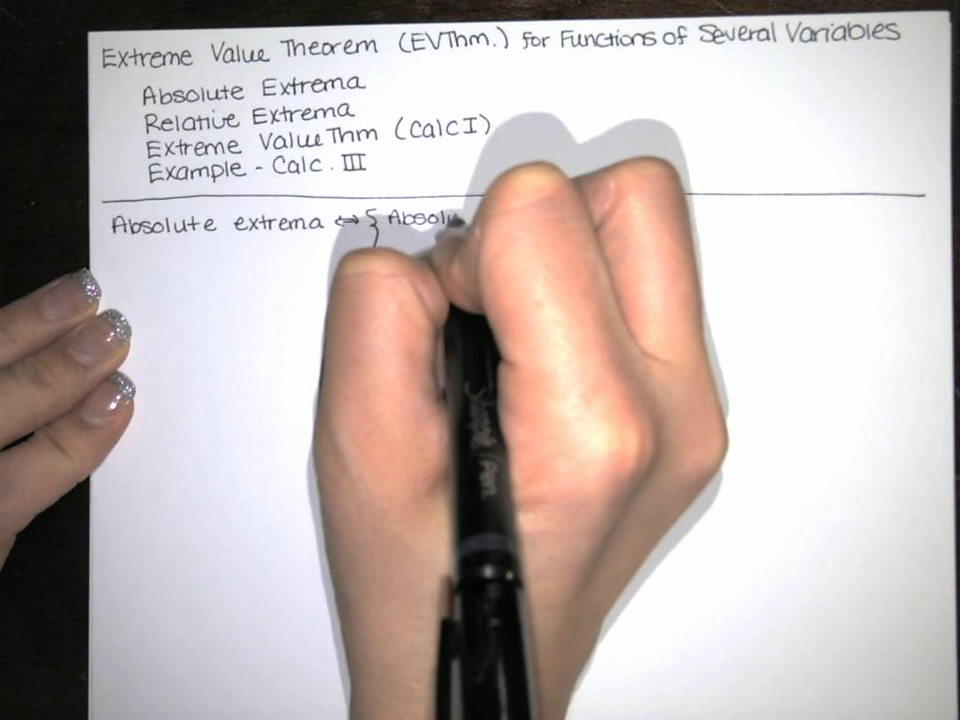 Extreme Value Theorem (EVThm.) for Functions of Several Variables
Absolute Extrema
Relative Extrema
Extreme Value Thm (Calc I)
Example - Calc. III
Absolute extrema ⇔ { Absolu